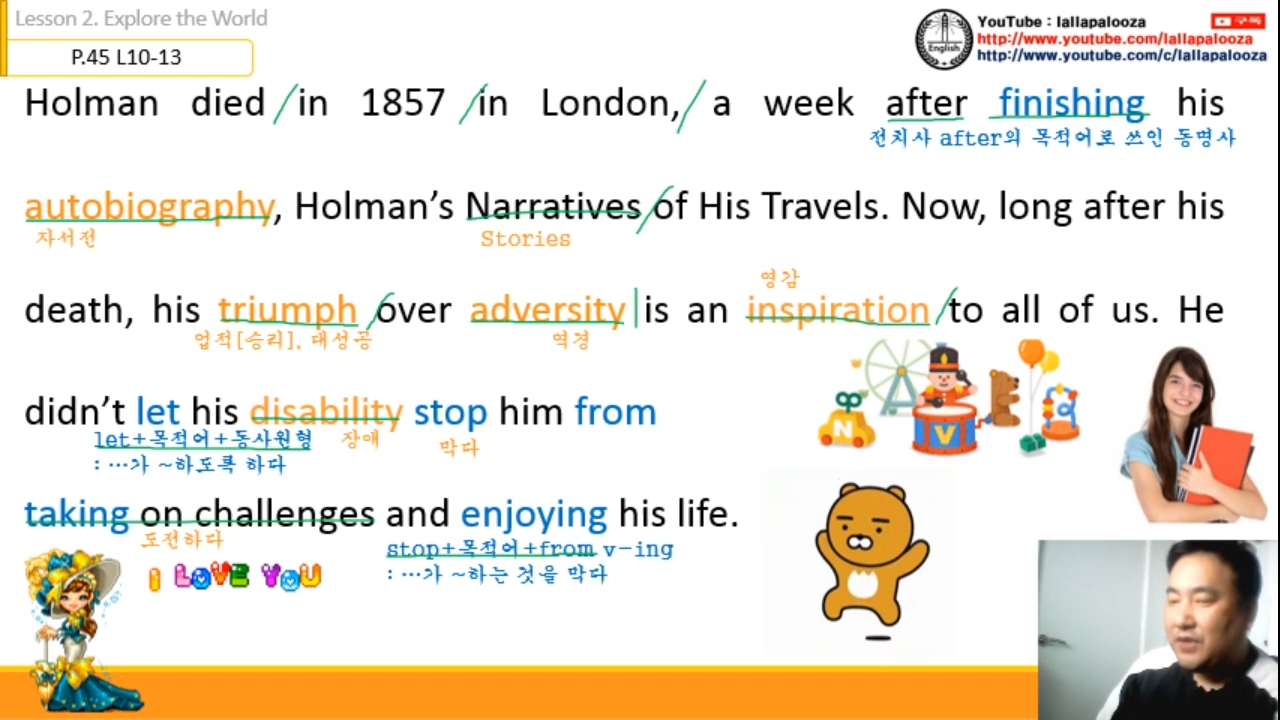 Lesson 2. Explore the World
P.45 L10-13
English
YouTube : lallapalooza
구독
http://www.youtube.com/lallapalooza
http://www.youtube.com/c/lallapalooza
Holman died in 1857 in London, a week after finishing his
전치사 after의 목적어로 쓰인 동명사
autobiography, Holman's Narratives of His Travels. Now, long after his
자서전 Stories
영감
death, his triumph over adversity is an inspiration to all of us. He
업적[승리], 대성공 역경
didn't let his disability stop him from
let+목적어+동사원형 장애 막다
: …가 ~하도록 하다
N V
taking on challenges and enjoying his life.
도전하다
stop+목적어+from v-ing
: …가 ~하는 것을 막다
I LOVE YOU